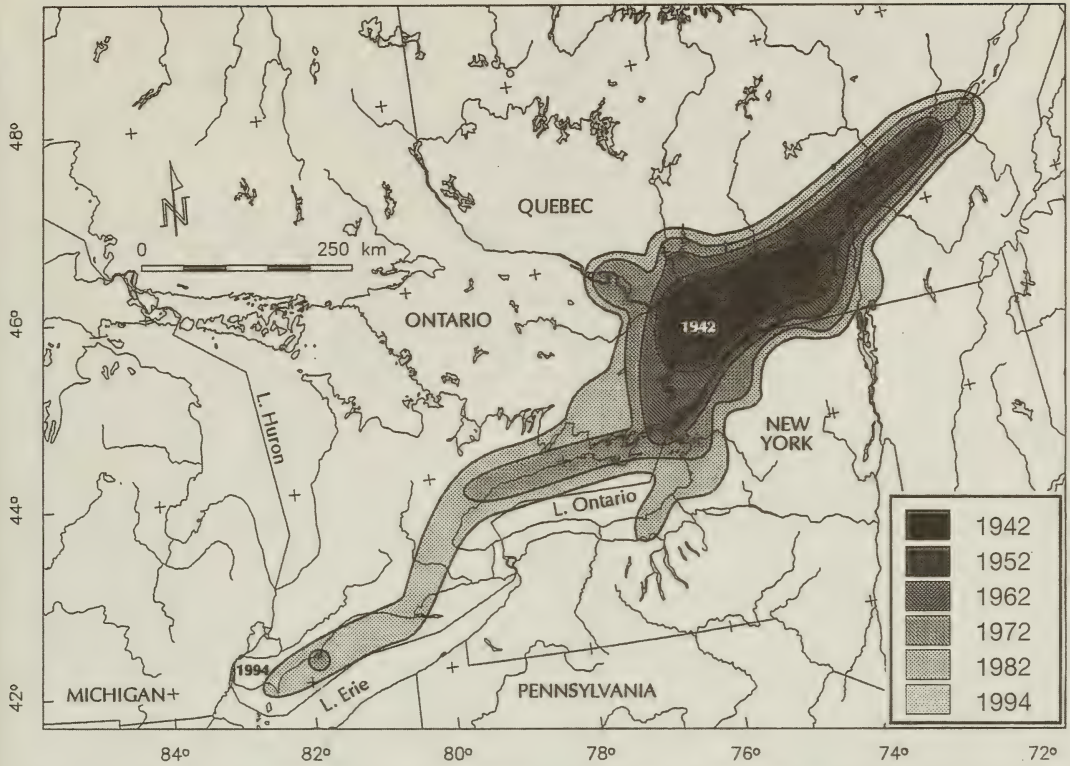 48°
46°
44°
42°
N
0 250 km
QUEBEC
ONTARIO
1942
L. Huron
NEW
YORK
L. Ontario
1994
L. Erie
MICHIGAN
PENNSYLVANIA
1942
1952
1962
1972
1982
1994
84° 82° 80° 78° 76° 74° 72°